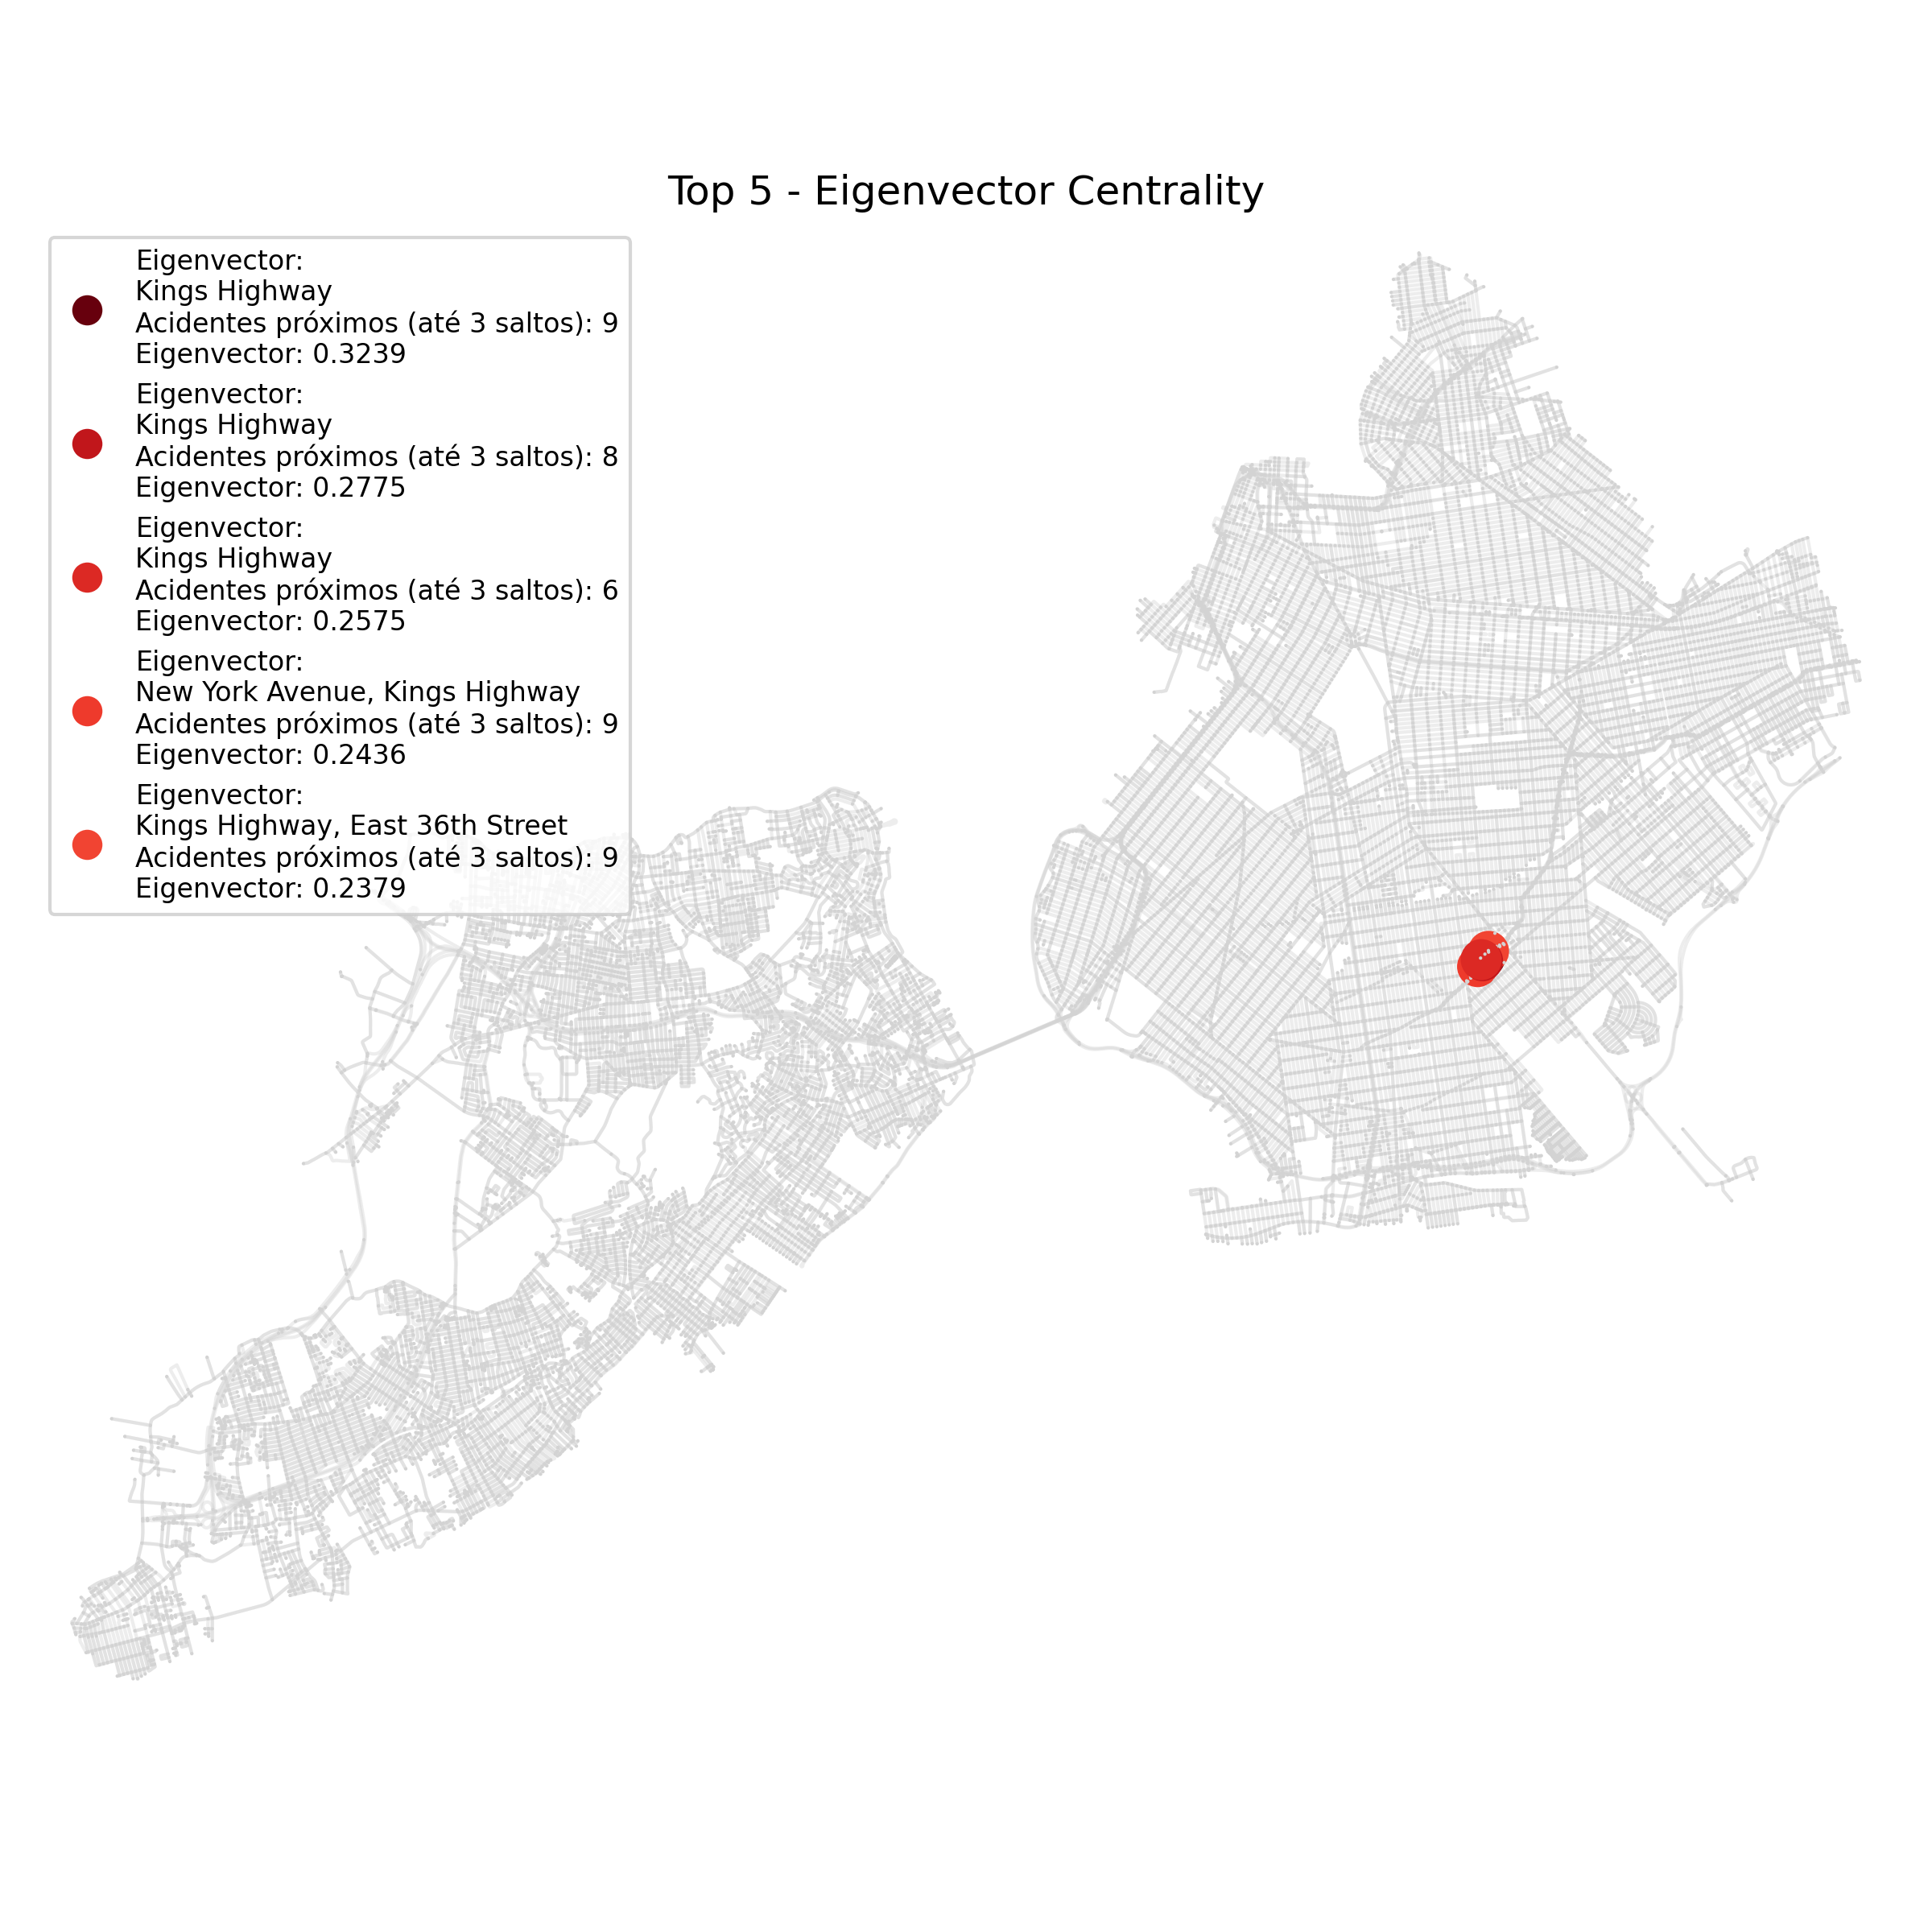 Top 5 - Eigenvector Centrality
Eigenvector:
Kings Highway
Acidentes próximos (até 3 saltos): 9
Eigenvector: 0.3239
Eigenvector:
Kings Highway
Acidentes próximos (até 3 saltos): 8
Eigenvector: 0.2775
Eigenvector:
Kings Highway
Acidentes próximos (até 3 saltos): 6
Eigenvector: 0.2575
Eigenvector:
New York Avenue, Kings Highway
Acidentes próximos (até 3 saltos): 9
Eigenvector: 0.2436
Eigenvector:
Kings Highway, East 36th Street
Acidentes próximos (até 3 saltos): 9
Eigenvector: 0.2379